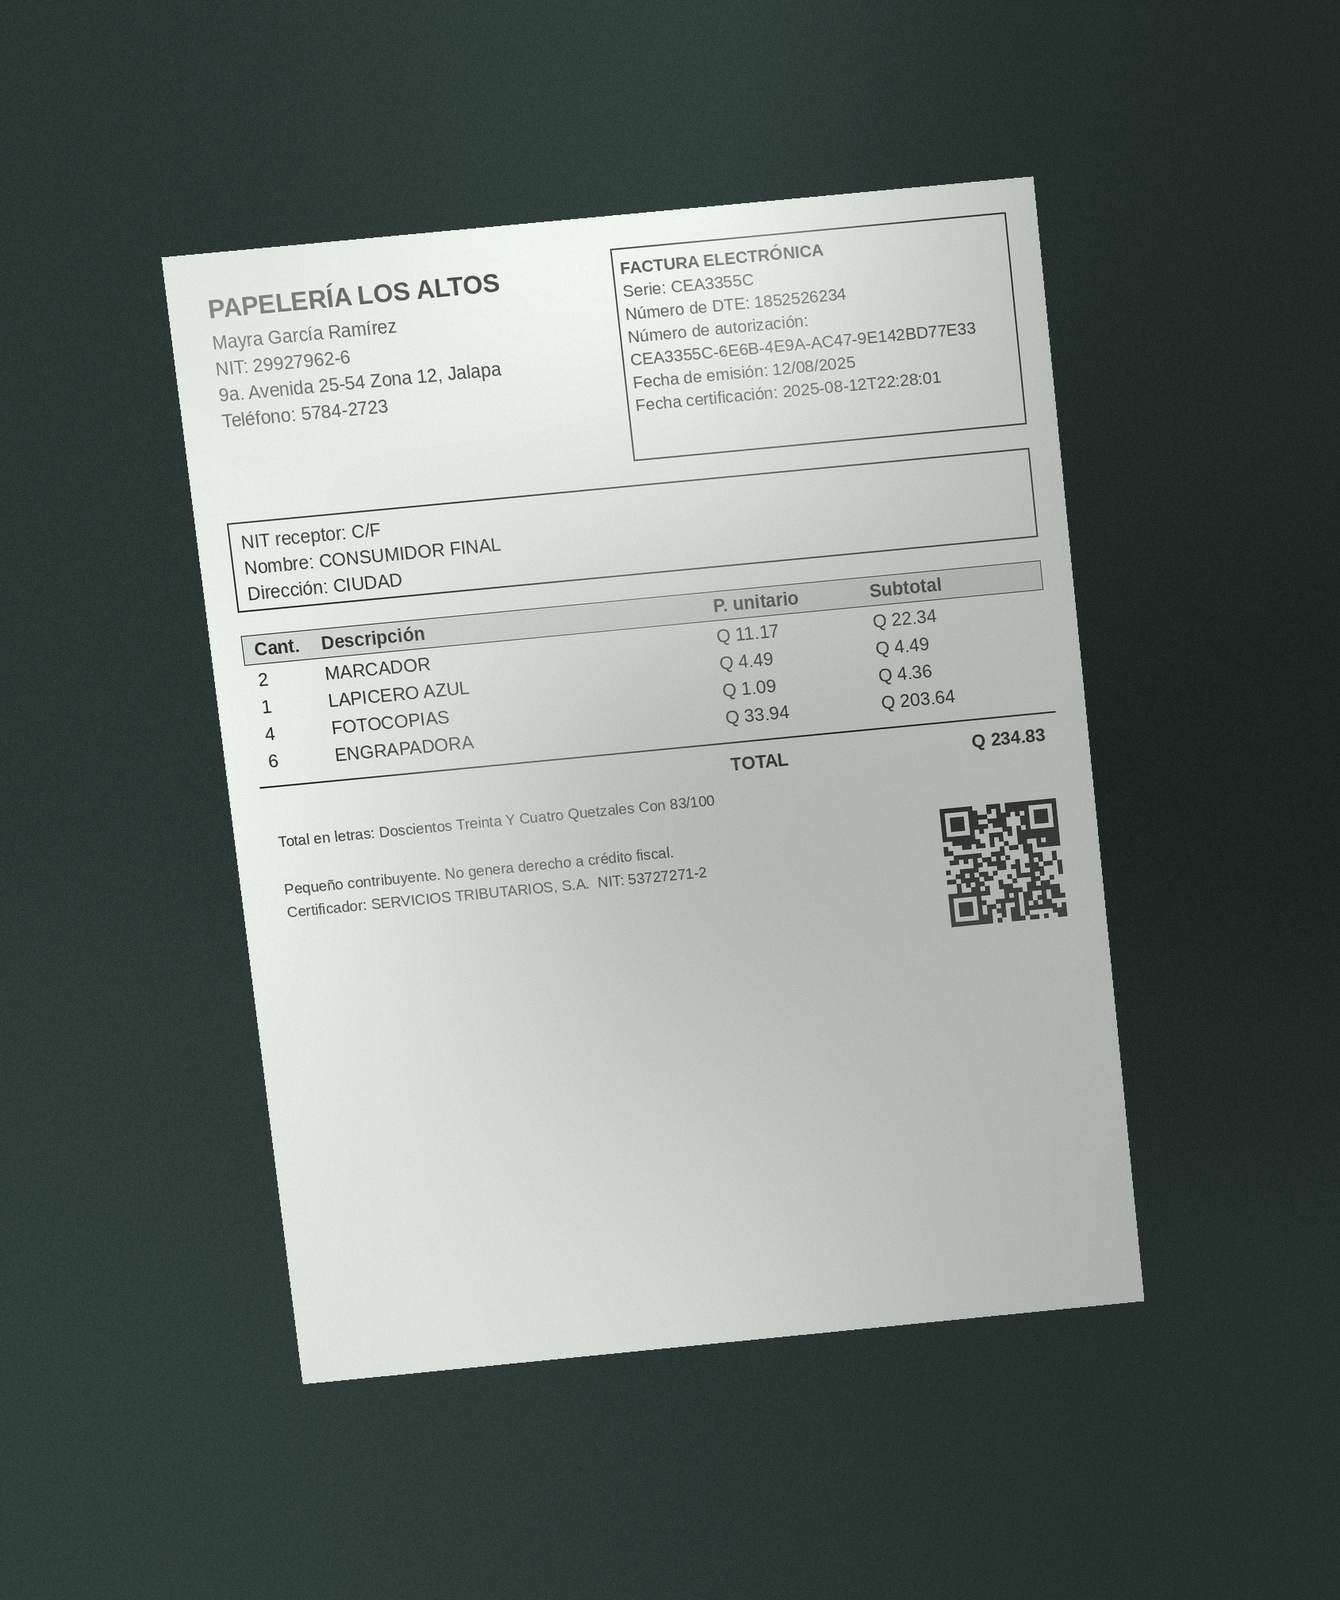 PAPELERÍA LOS ALTOS
Mayra García Ramírez
NIT: 29927962-6
9a. Avenida 25-54 Zona 12, Jalapa
Teléfono: 5784-2723
FACTURA ELECTRÓNICA
Serie: CEA3355C
Número de DTE: 1852526234
Número de autorización:
CEA3355C-6E6B-4E9A-AC47-9E142BD77E33
Fecha de emisión: 12/08/2025
Fecha certificación: 2025-08-12T22:28:01
NIT receptor: C/F
Nombre: CONSUMIDOR FINAL
Dirección: CIUDAD
Cant. Descripción P. unitario Subtotal
2 MARCADOR Q 11.17 Q 22.34
1 LAPICERO AZUL Q 4.49 Q 4.49
4 FOTOCOPIAS Q 1.09 Q 4.36
6 ENGRAPADORA Q 33.94 Q 203.64
TOTAL Q 234.83
Total en letras: Doscientos Treinta Y Cuatro Quetzales Con 83/100
Pequeño contribuyente. No genera derecho a crédito fiscal.
Certificador: SERVICIOS TRIBUTARIOS, S.A. NIT: 53727271-2